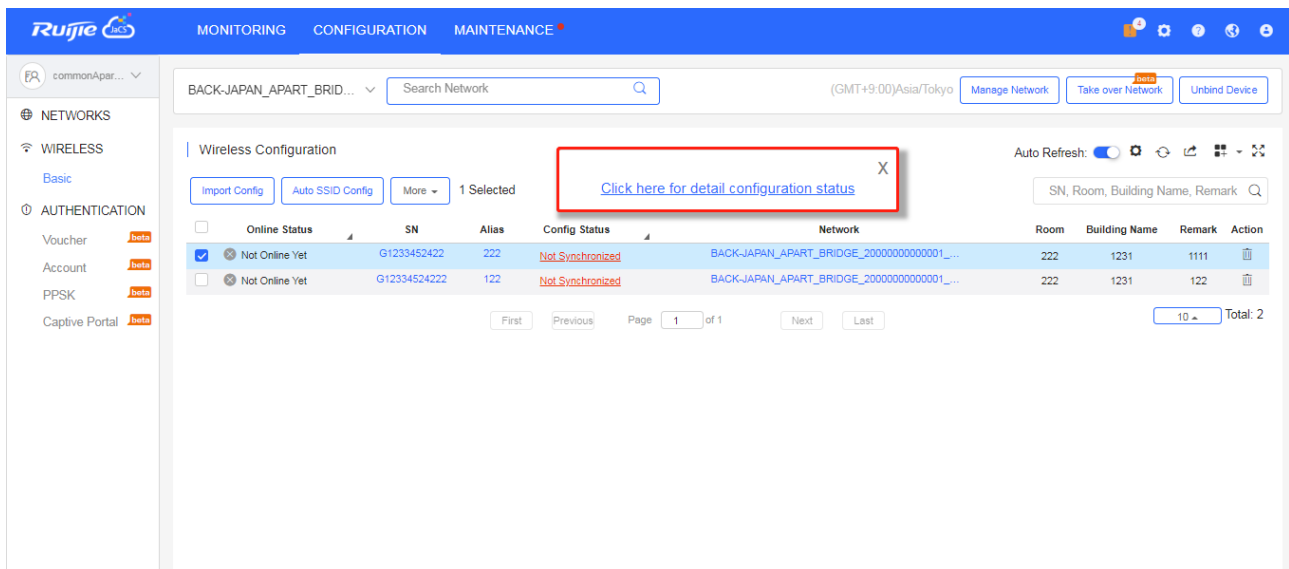 Ruijie JaCS MONITORING CONFIGURATION MAINTENANCE 4
commonApar...
BACK-JAPAN_APART_BRID... Search Network (GMT+9:00)Asia/Tokyo Manage Network Take over Network beta Unbind Device
NETWORKS
WIRELESS
Basic
AUTHENTICATION
Voucher beta
Account beta
PPSK beta
Captive Portal beta
Wireless Configuration
Auto Refresh:
X
Click here for detail configuration status
Import Config Auto SSID Config More 1 Selected SN, Room, Building Name, Remark
Online Status SN Alias Config Status Network Room Building Name Remark Action
Not Online Yet G1233452422 222 Not Synchronized BACK-JAPAN_APART_BRIDGE_20000000000001_... 222 1231 1111
Not Online Yet G12334524222 122 Not Synchronized BACK-JAPAN_APART_BRIDGE_20000000000001_... 222 1231 122
First Previous Page 1 of 1 Next Last 10 Total: 2